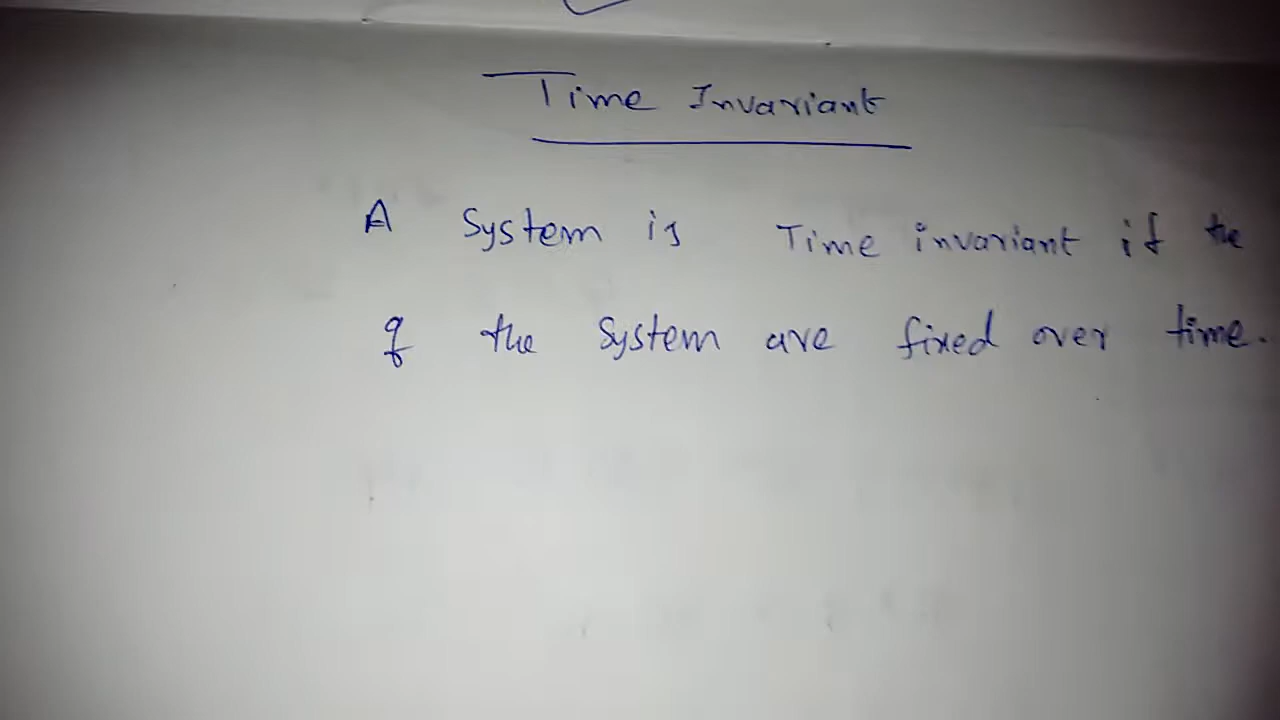 Time Invariant
A System is Time invariant if the
of the System are fixed over time.